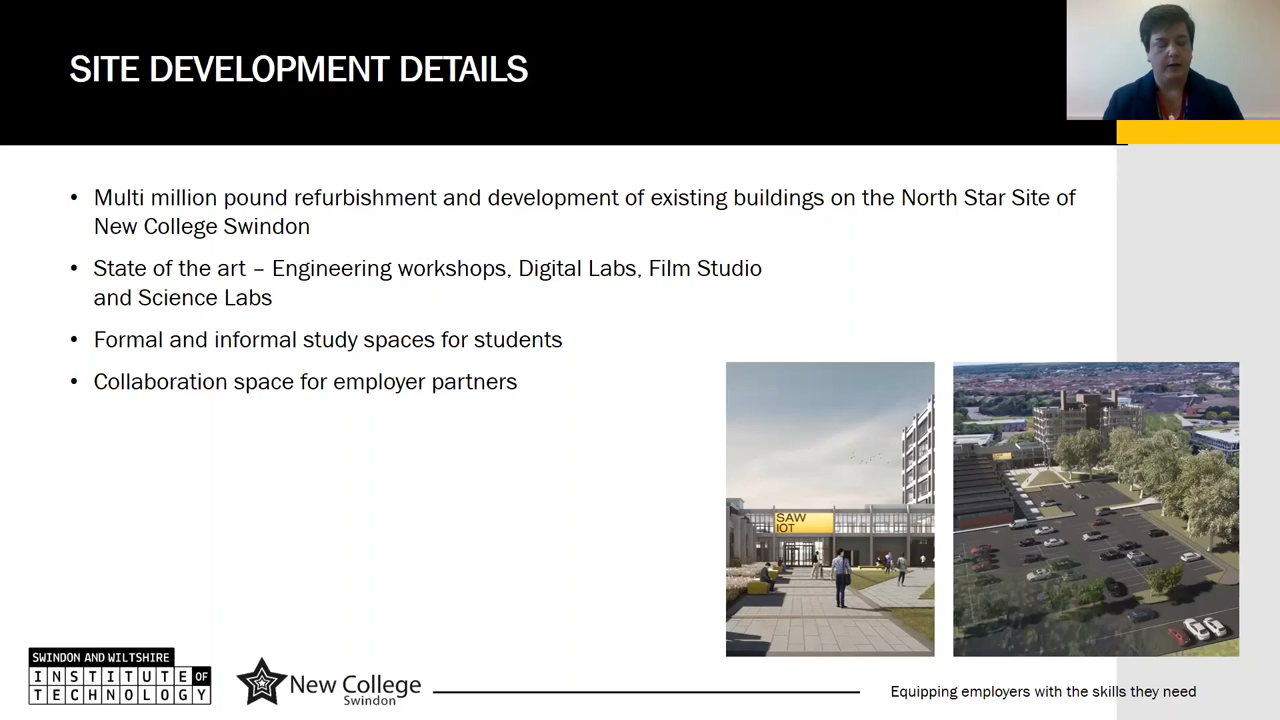 SITE DEVELOPMENT DETAILS
• Multi million pound refurbishment and development of existing buildings on the North Star Site of
New College Swindon
• State of the art – Engineering workshops, Digital Labs, Film Studio
and Science Labs
• Formal and informal study spaces for students
• Collaboration space for employer partners
SAW
IOT
SWINDON AND WILTSHIRE
INSTITUTE OF
TECHNOLOGY
New College
Swindon
Equipping employers with the skills they need